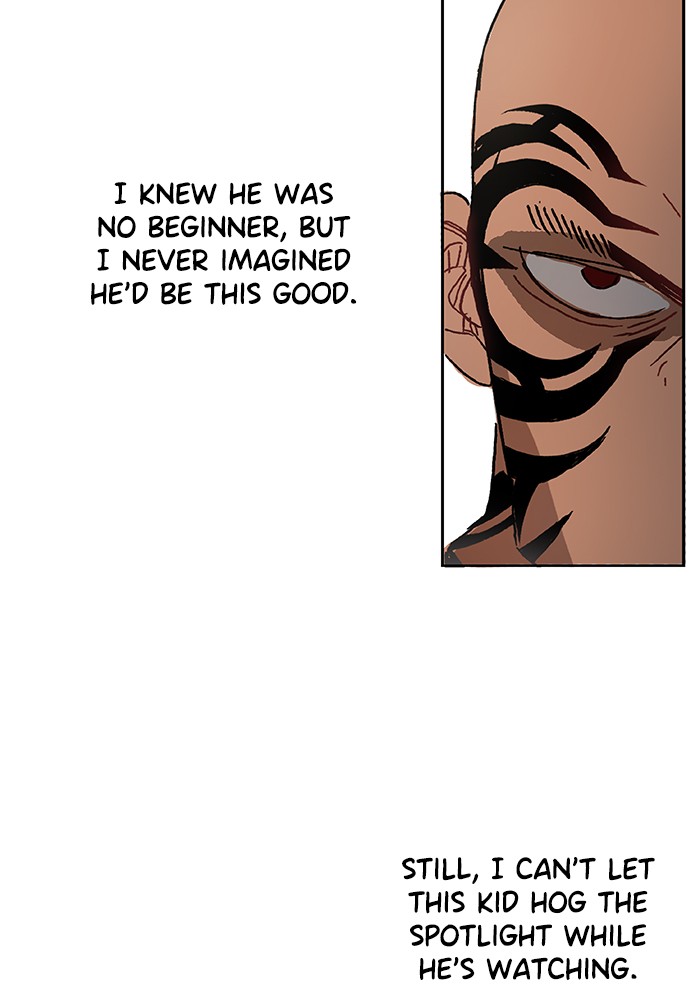 I KNEW HE WAS
NO BEGINNER, BUT
I NEVER IMAGINED
HE'D BE THIS GOOD.
STILL, I CAN'T LET
THIS KID HOG THE
SPOTLIGHT WHILE
HE'S WATCHING.